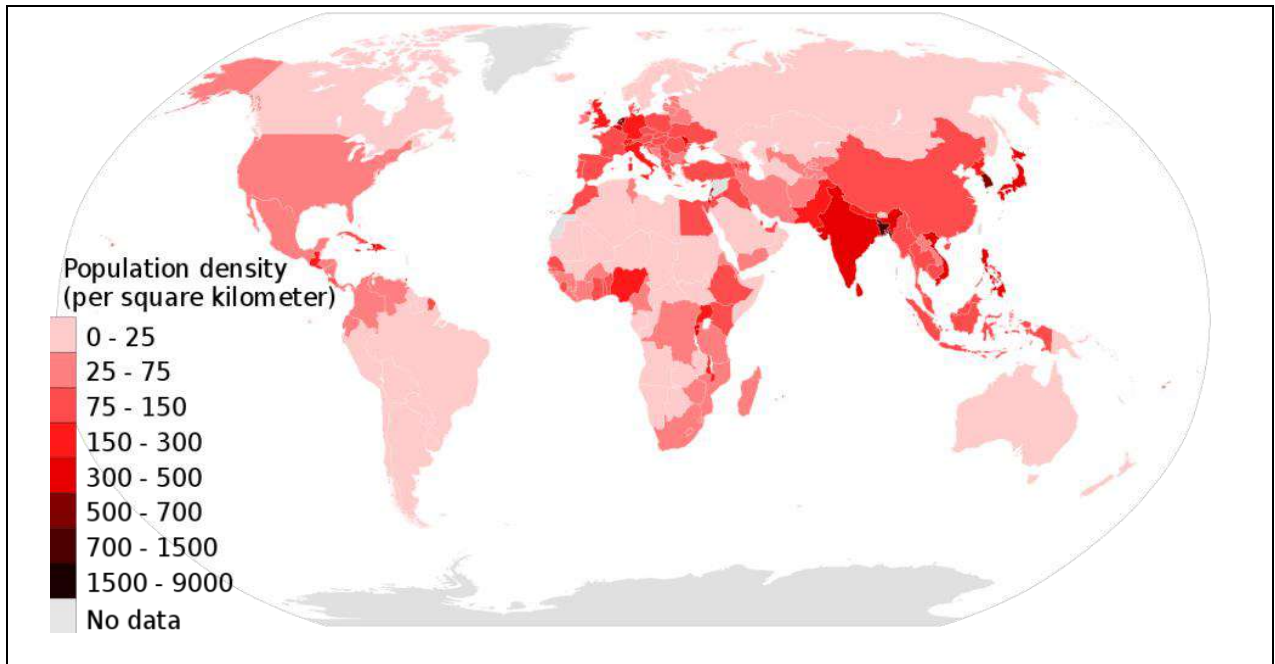 Population density
(per square kilometer)
0 - 25
25 - 75
75 - 150
150 - 300
300 - 500
500 - 700
700 - 1500
1500 - 9000
No data